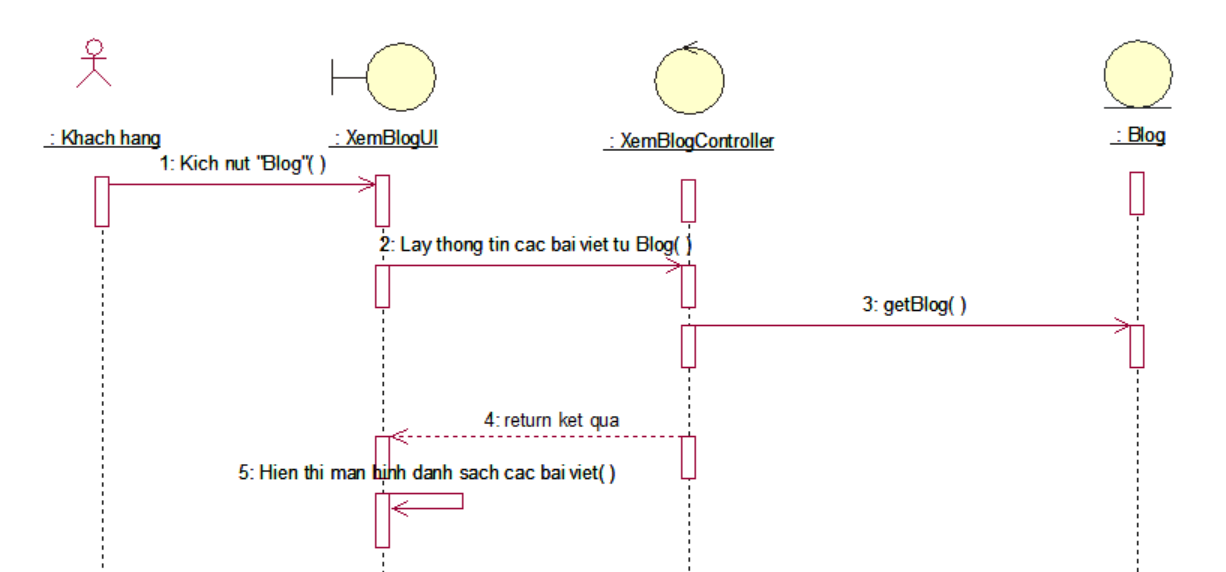 : Khach hang
: XemBlogUI
: XemBlogController
: Blog
1: Kich nut "Blog"( )
2: Lay thong tin cac bai viet tu Blog( )
3: getBlog( )
4: return ket qua
5: Hien thi man hinh danh sach cac bai viet( )